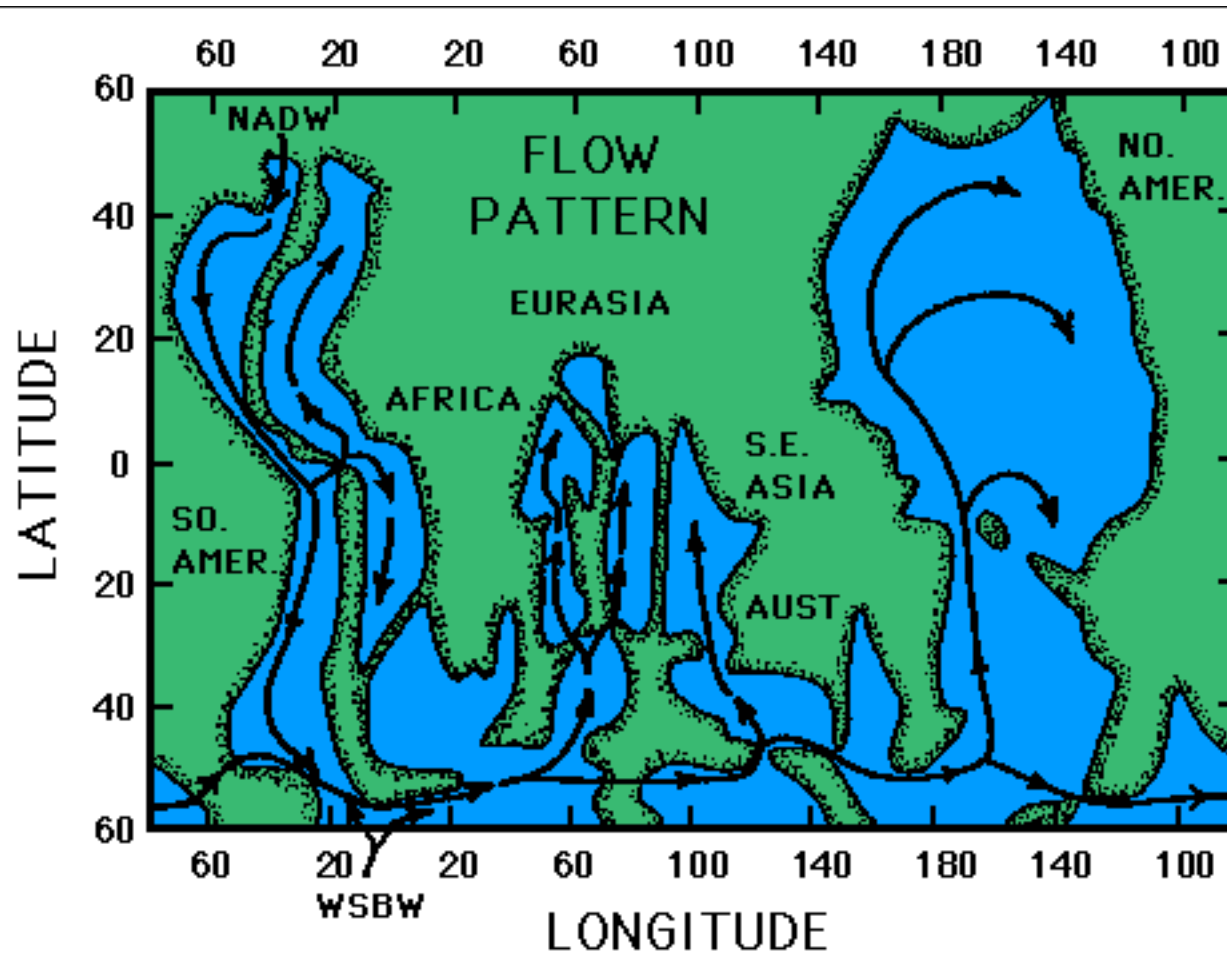 60 20 20 60 100 140 180 140 100
60
NADW
FLOW
PATTERN
NO.
AMER.
40
EURASIA
20
AFRICA
LATITUDE
0
S.E.
ASIA
SO.
AMER.
20
AUST
40
60
60 20 20 60 100 140 180 140 100
WSBW
LONGITUDE